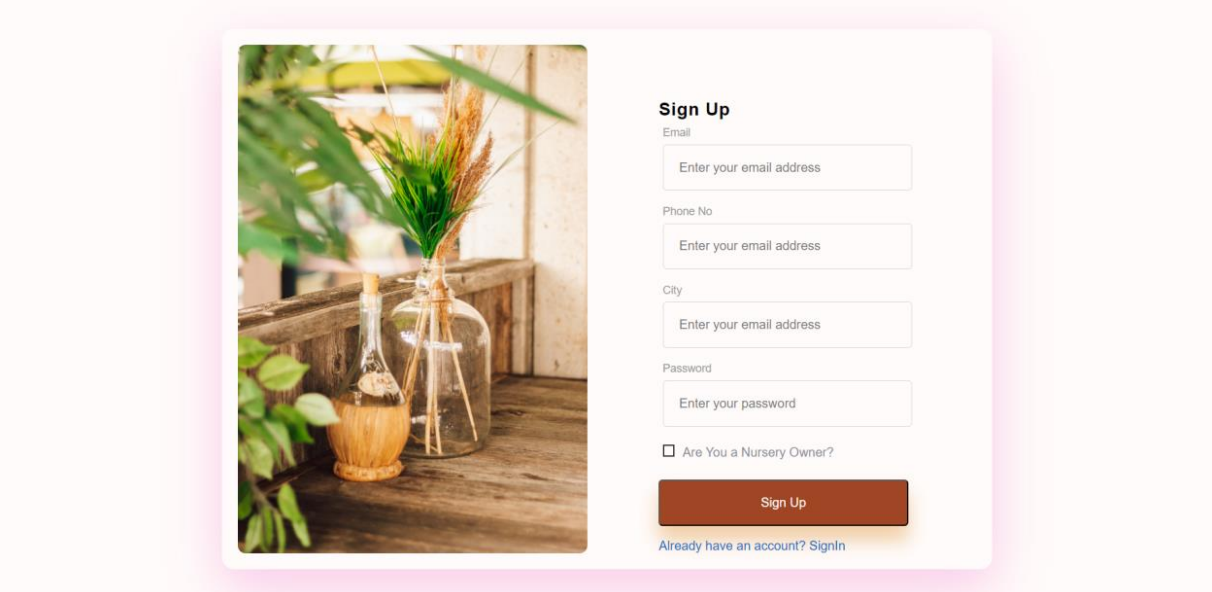 Sign Up
Email
Enter your email address
Phone No
Enter your email address
City
Enter your email address
Password
Enter your password
Are You a Nursery Owner?
Sign Up
Already have an account? SignIn